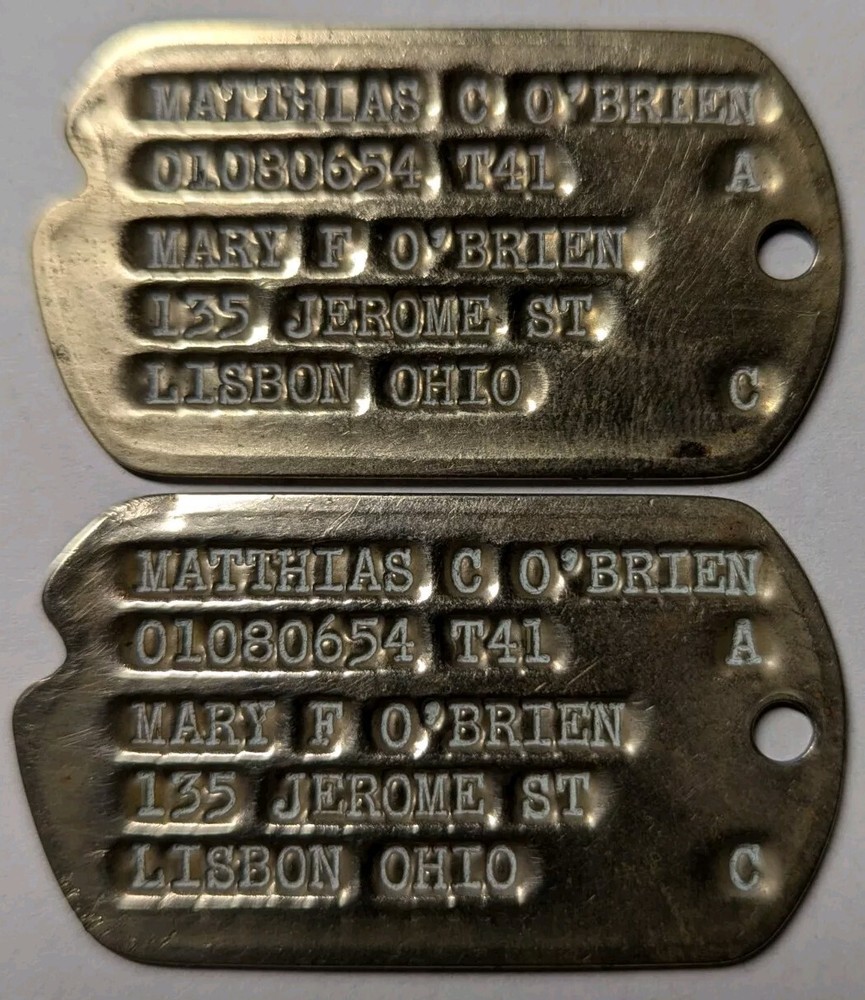 MATTHIAS C O'BRIEN
01080654 T41 A
MARY F O'BRIEN
135 JEROME ST
LISBON OHIO C
MATTHIAS C O'BRIEN
01080654 T41 A
MARY F O'BRIEN
135 JEROME ST
LISBON OHIO C